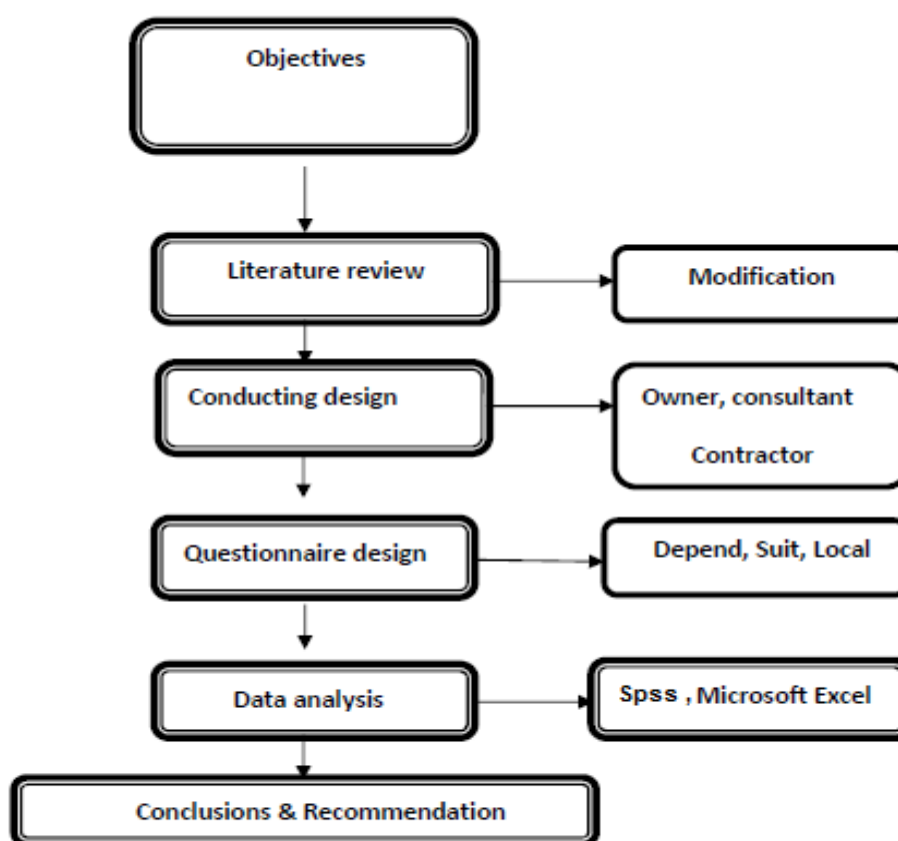 Objectives
Literature review
Modification
Conducting design
Owner, consultant
Contractor
Questionnaire design
Depend, Suit, Local
Data analysis
Spss , Microsoft Excel
Conclusions & Recommendation